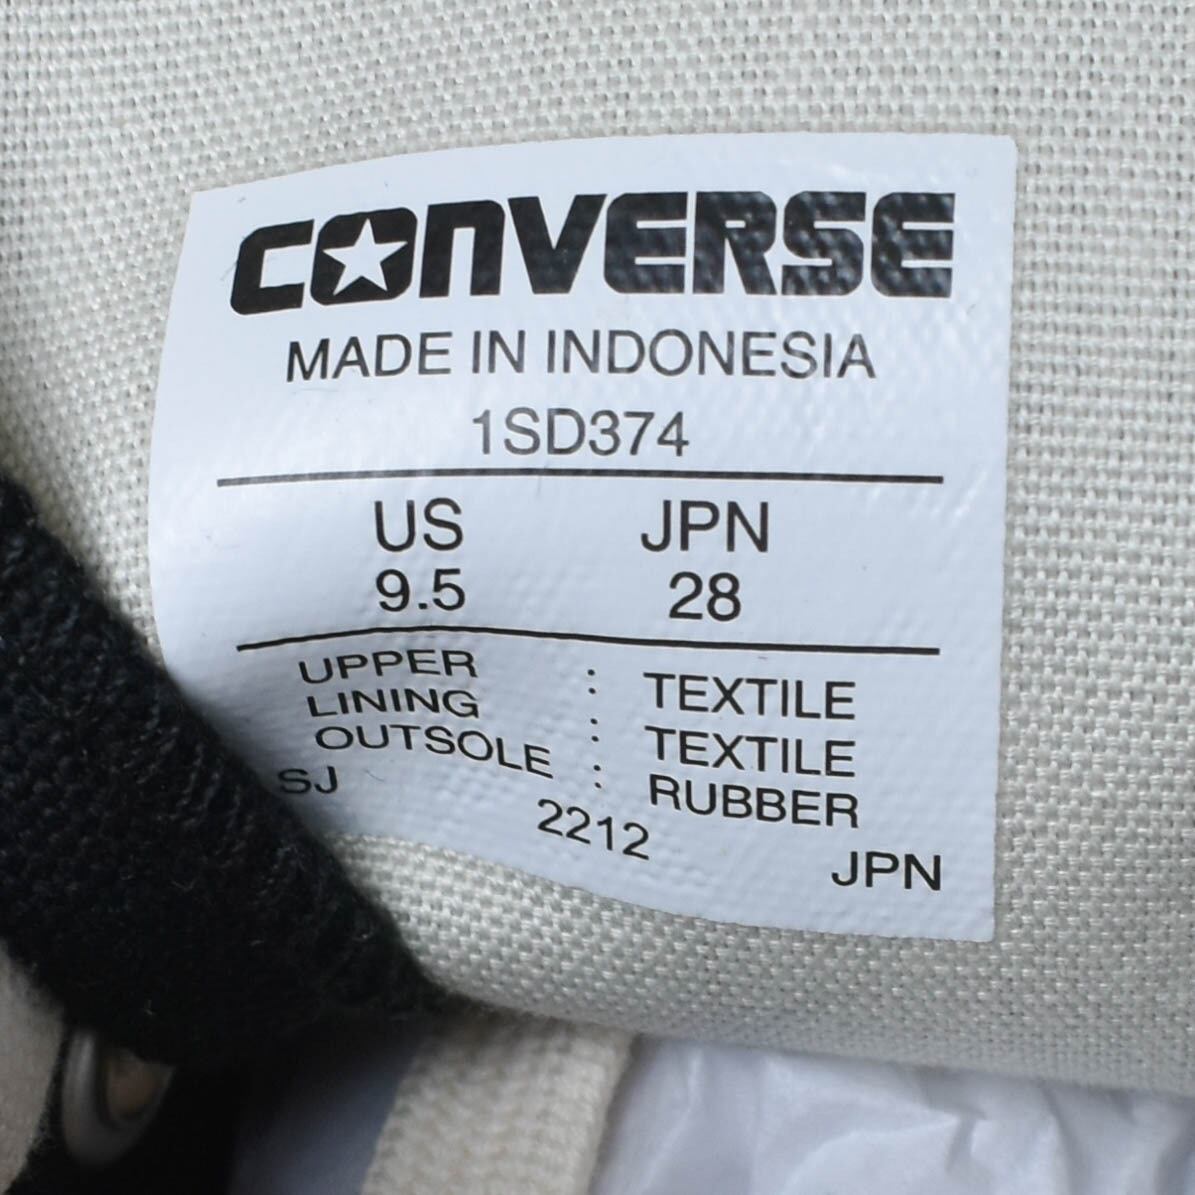 CONVERSE
MADE IN INDONESIA
1SD374
US JPN
9.5 28
UPPER : TEXTILE
LINING : TEXTILE
OUTSOLE : RUBBER
SJ 2212 JPN